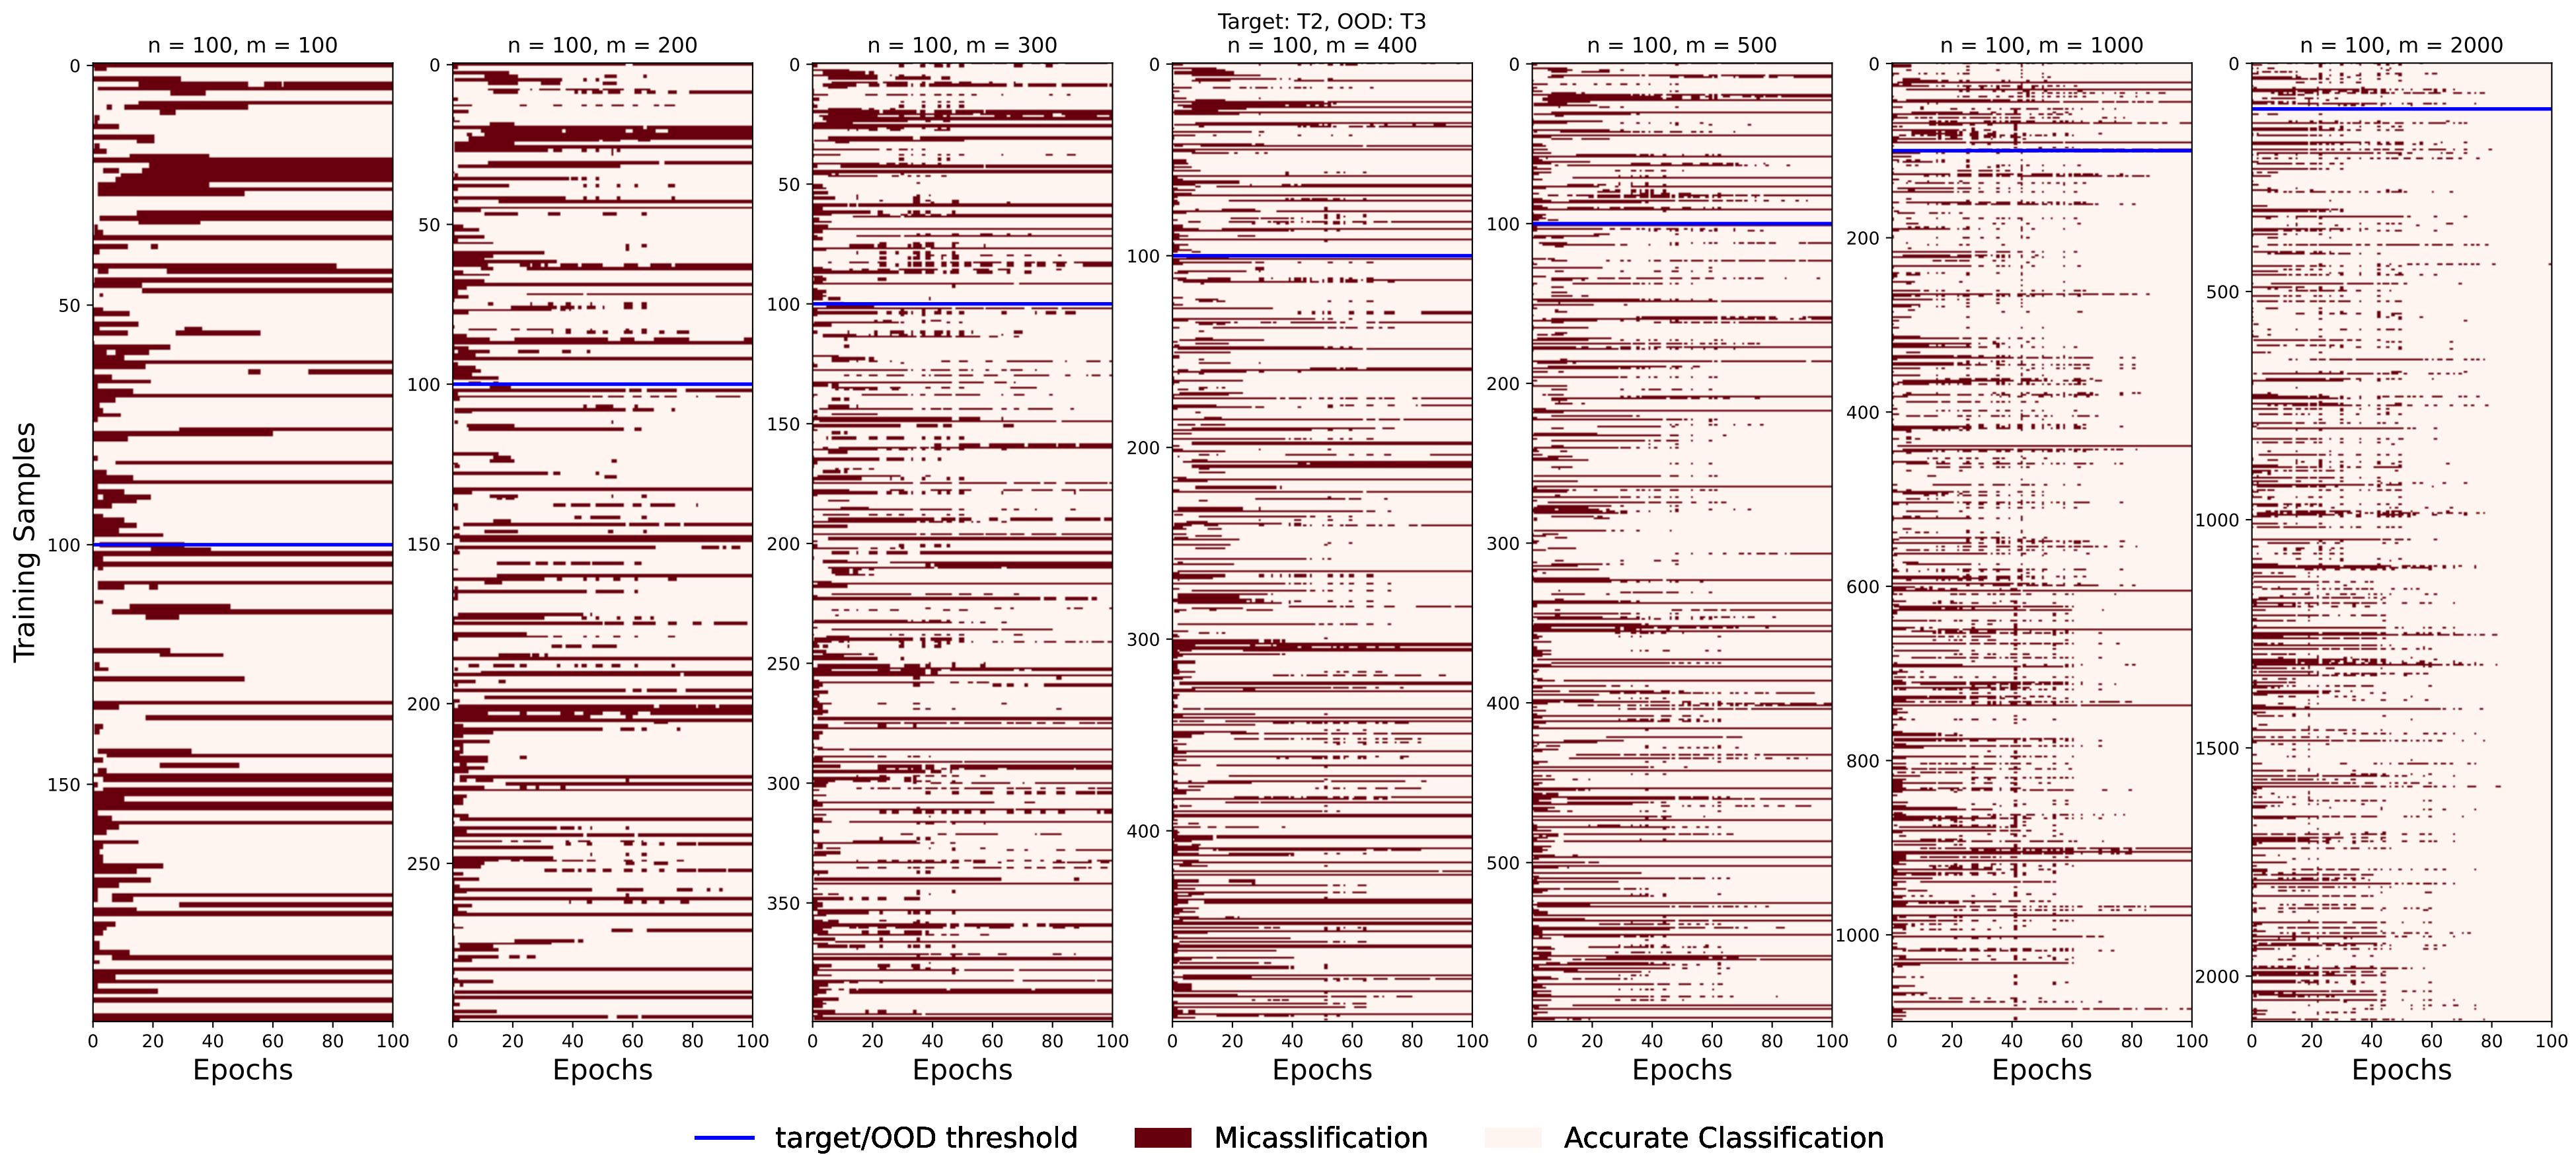 Target: T2, OOD: T3
n = 100, m = 100
n = 100, m = 200
n = 100, m = 300
n = 100, m = 400
n = 100, m = 500
n = 100, m = 1000
n = 100, m = 2000
Training Samples
0
50
100
150
0
50
100
150
200
250
0
50
100
150
200
250
300
350
0
100
200
300
400
0
100
200
300
400
500
0
200
400
600
800
1000
0
500
1000
1500
2000
0 20 40 60 80 100
0 20 40 60 80 100
0 20 40 60 80 100
0 20 40 60 80 100
0 20 40 60 80 100
0 20 40 60 80 100
0 20 40 60 80 100
Epochs
Epochs
Epochs
Epochs
Epochs
Epochs
Epochs
target/OOD threshold
Micasslification
Accurate Classification